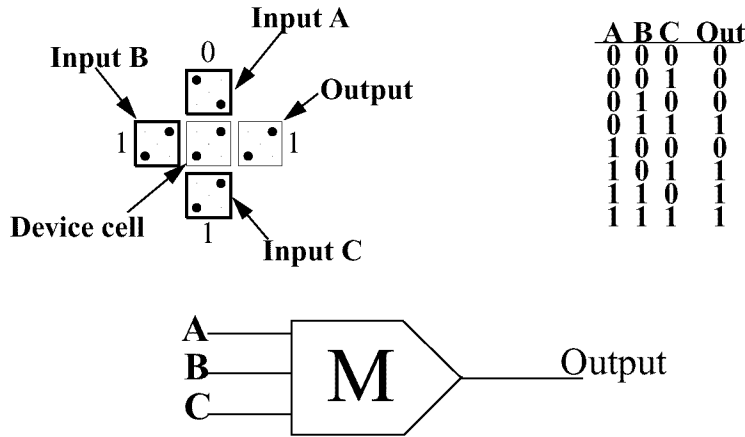 Input A
0
Input B
Output
1
1
Device cell
1
Input C
A B C Out
0 0 0 0
0 0 1 0
0 1 0 0
0 1 1 1
1 0 0 0
1 0 1 1
1 1 0 1
1 1 1 1
A
B
C
M
Output